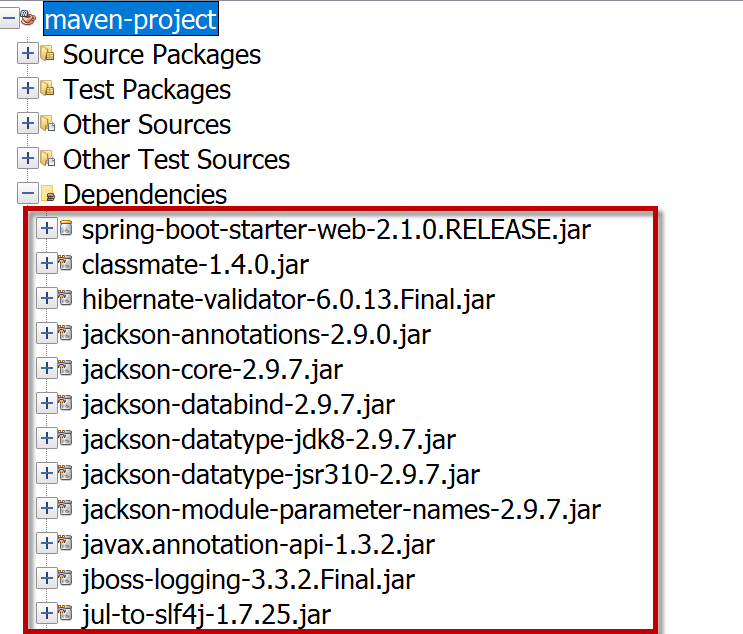 maven-project
Source Packages
Test Packages
Other Sources
Other Test Sources
Dependencies
spring-boot-starter-web-2.1.0.RELEASE.jar
classmate-1.4.0.jar
hibernate-validator-6.0.13.Final.jar
jackson-annotations-2.9.0.jar
jackson-core-2.9.7.jar
jackson-databind-2.9.7.jar
jackson-datatype-jdk8-2.9.7.jar
jackson-datatype-jsr310-2.9.7.jar
jackson-module-parameter-names-2.9.7.jar
javax.annotation-api-1.3.2.jar
jboss-logging-3.3.2.Final.jar
jul-to-slf4j-1.7.25.jar